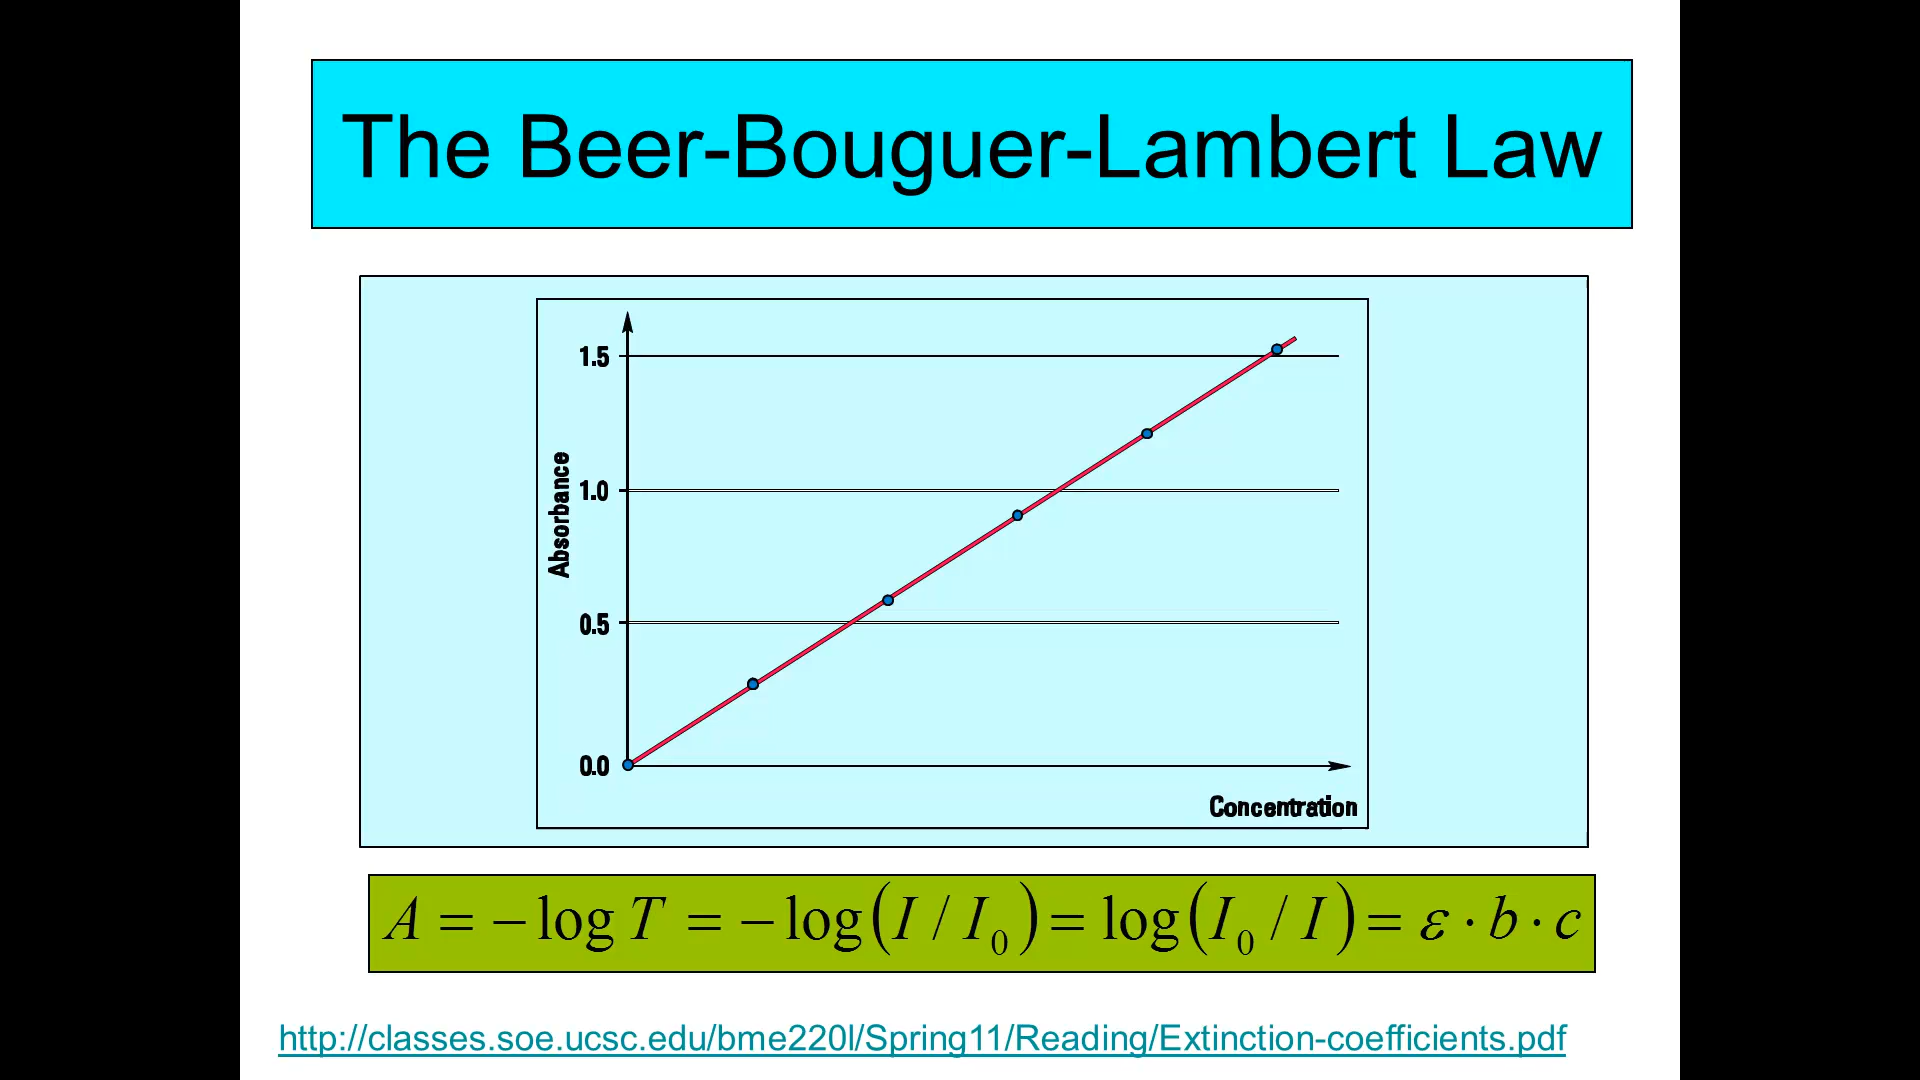 The Beer-Bouguer-Lambert Law
1.5
1.0
Absorbance
0.5
0.0
Concentration
A = − log T = − log(I / I₀) = log(I₀ / I) = ε · b · c
http://classes.soe.ucsc.edu/bme220l/Spring11/Reading/Extinction-coefficients.pdf